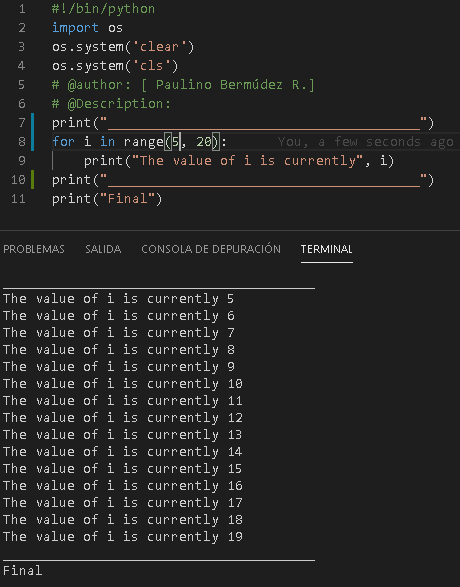 1 #!/bin/python
2 import os
3 os.system('clear')
4 os.system('cls')
5 # @author: [ Paulino Bermúdez R.]
6 # @Description:
7 print("_______________________________________")
8 for i in range(5, 20): You, a few seconds ago
9     print("The value of i is currently", i)
10 print("_______________________________________")
11 print("Final")
PROBLEMAS SALIDA CONSOLA DE DEPURACIÓN TERMINAL
_______________________________________
The value of i is currently 5
The value of i is currently 6
The value of i is currently 7
The value of i is currently 8
The value of i is currently 9
The value of i is currently 10
The value of i is currently 11
The value of i is currently 12
The value of i is currently 13
The value of i is currently 14
The value of i is currently 15
The value of i is currently 16
The value of i is currently 17
The value of i is currently 18
The value of i is currently 19
_______________________________________
Final